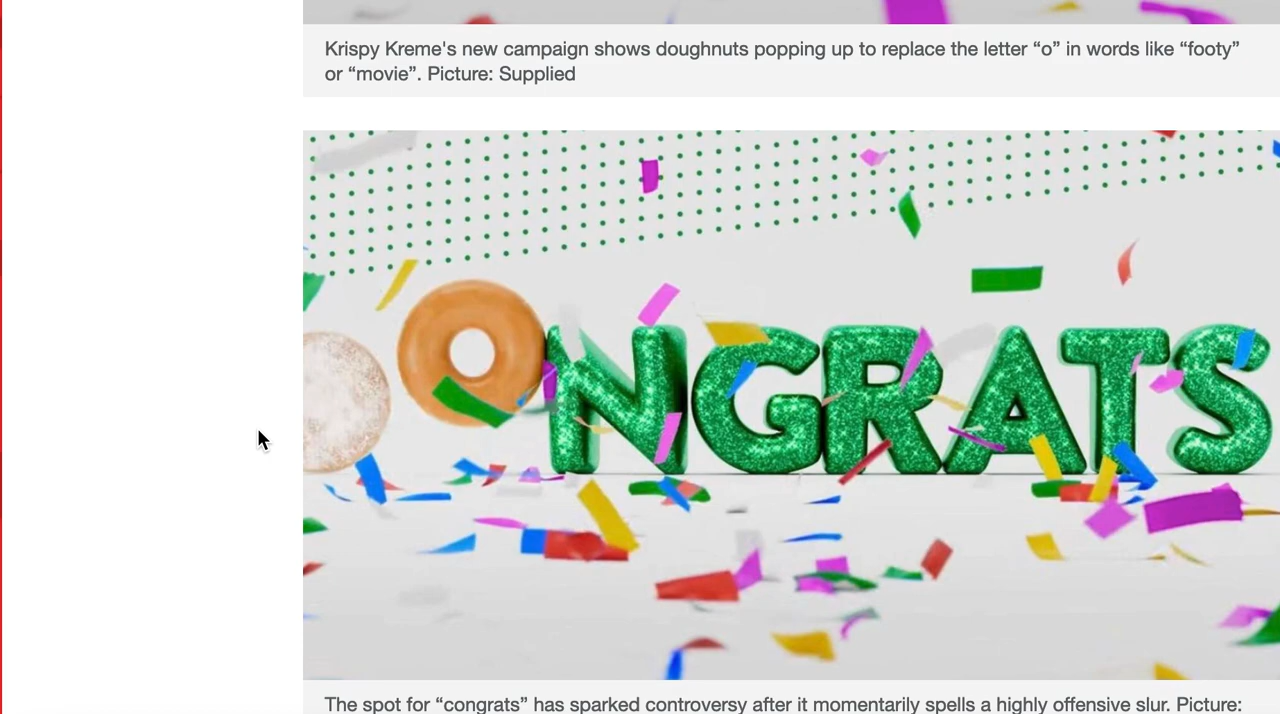 Krispy Kreme's new campaign shows doughnuts popping up to replace the letter “o” in words like “footy”
or “movie”. Picture: Supplied
NGRATS
The spot for “congrats” has sparked controversy after it momentarily spells a highly offensive slur. Picture: